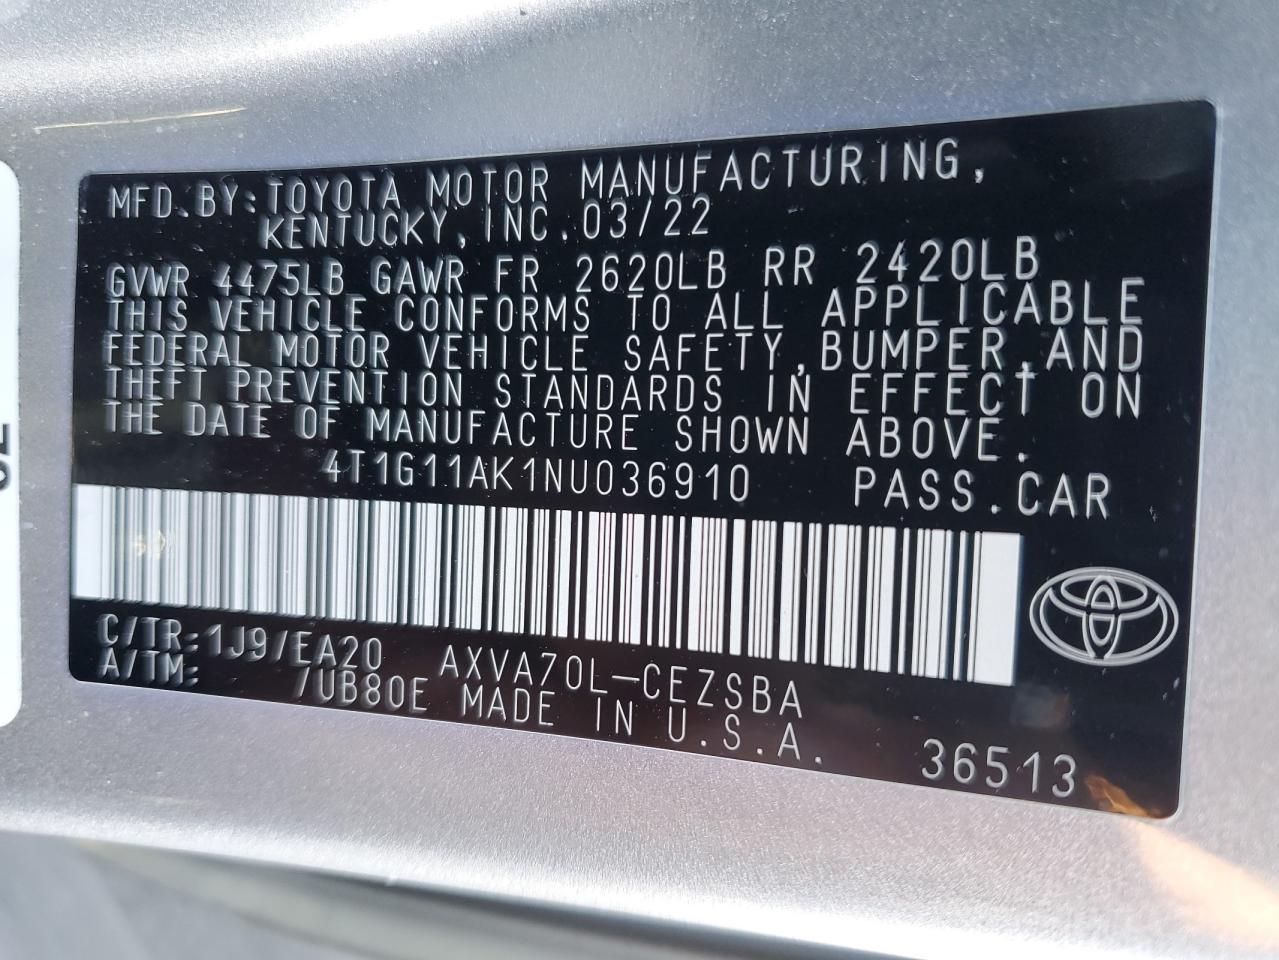 MFD.BY:TOYOTA MOTOR MANUFACTURING,
KENTUCKY,INC.03/22
GVWR 4475LB GAWR FR 2620LB RR 2420LB
THIS VEHICLE CONFORMS TO ALL APPLICABLE
FEDERAL MOTOR VEHICLE SAFETY,BUMPER,AND
THEFT PREVENTION STANDARDS IN EFFECT ON
THE DATE OF MANUFACTURE SHOWN ABOVE.
4T1G11AK1NU036910 PASS.CAR
C/TR:1J9/EA20 AXVA70L-CEZSBA
A/TM: /UB80E MADE IN U.S.A.
36513